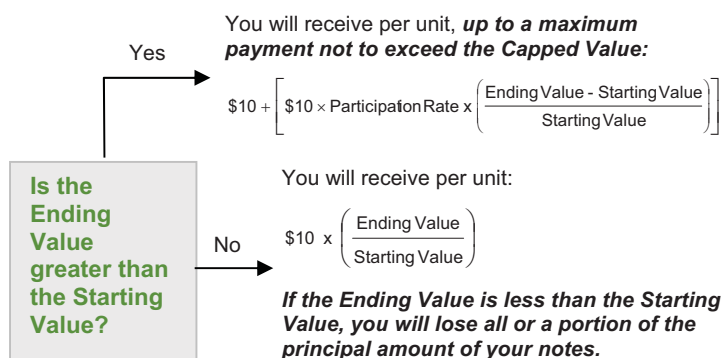 You will receive per unit, up to a maximum
payment not to exceed the Capped Value:
Yes
$10 + [ $10 × Participation Rate x ( Ending Value - Starting Value
Starting Value ) ]
Is the
Ending
Value
greater than
the Starting
Value?
No
You will receive per unit:
$10 x ( Ending Value
Starting Value )
If the Ending Value is less than the Starting
Value, you will lose all or a portion of the
principal amount of your notes.